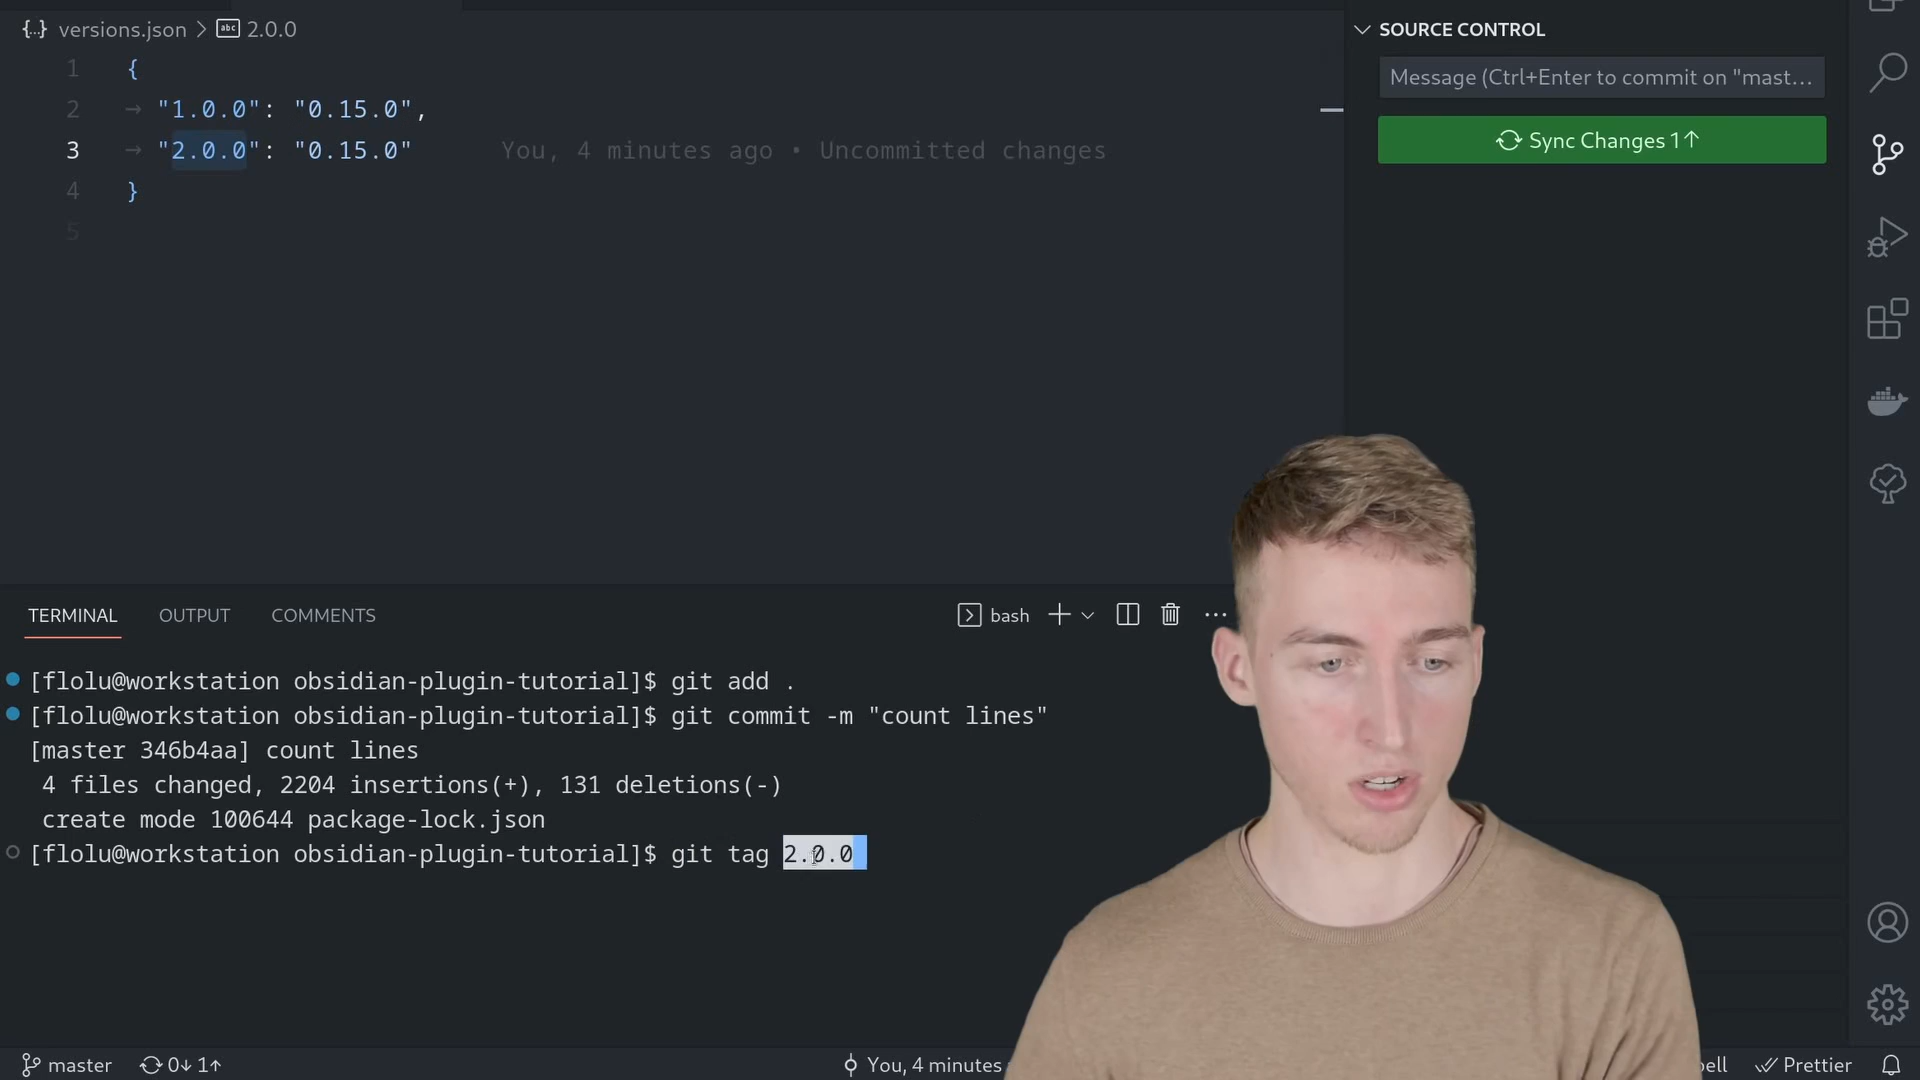 versions.json > abc 2.0.0
1 {
2 → "1.0.0": "0.15.0",
3 → "2.0.0": "0.15.0" You, 4 minutes ago • Uncommitted changes
4 }
5
SOURCE CONTROL
Message (Ctrl+Enter to commit on "mast...
Sync Changes 1↑
TERMINAL OUTPUT COMMENTS
bash
[flolu@workstation obsidian-plugin-tutorial]$ git add .
[flolu@workstation obsidian-plugin-tutorial]$ git commit -m "count lines"
[master 346b4aa] count lines
4 files changed, 2204 insertions(+), 131 deletions(-)
create mode 100644 package-lock.json
[flolu@workstation obsidian-plugin-tutorial]$ git tag 2.0.0
master 0↓ 1↑ You, 4 minutes Prettier